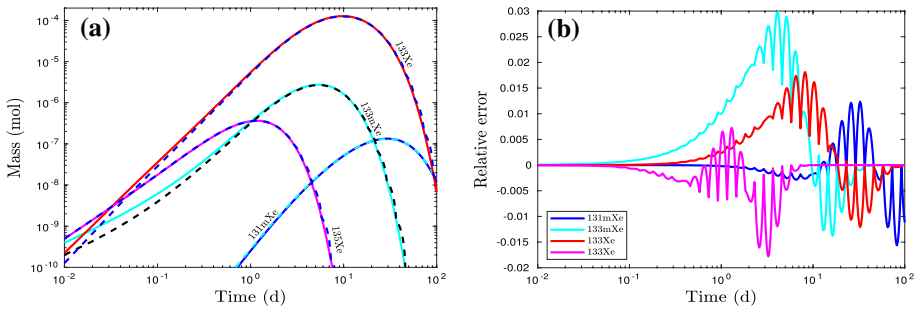 (a)
Mass (mol)
10^-4
10^-5
10^-6
10^-7
10^-8
10^-9
10^-10
133Xe
133mXe
131mXe
135Xe
10^-2
10^-1
10^0
10^1
10^2
Time (d)
(b)
Relative error
0.03
0.025
0.02
0.015
0.01
0.005
0
-0.005
-0.01
-0.015
-0.02
131mXe
133mXe
133Xe
133Xe
10^-2
10^-1
10^0
10^1
10^2
Time (d)